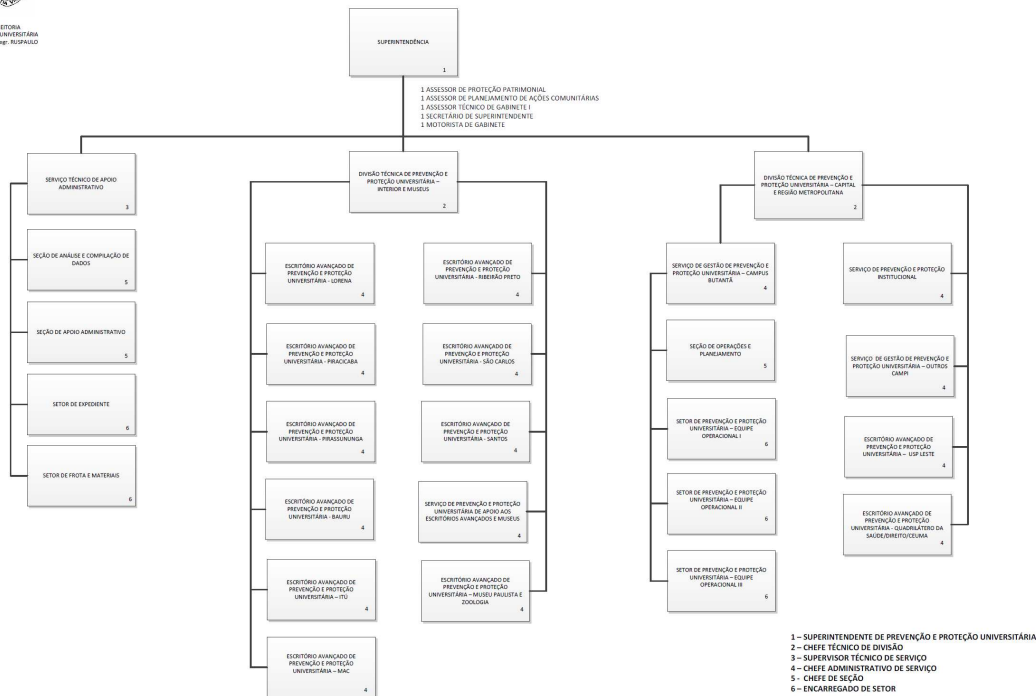 EITORIA
UNIVERSITÁRIA
agr. RUSPAULO
SUPERINTENDÊNCIA
1
1 ASSESSOR DE PROTEÇÃO PATRIMONIAL
1 ASSESSOR DE PLANEJAMENTO DE AÇÕES COMUNITÁRIAS
1 ASSESSOR TÉCNICO DE GABINETE I
1 SECRETÁRIO DE SUPERINTENDENTE
1 MOTORISTA DE GABINETE
SERVIÇO TÉCNICO DE APOIO
ADMINISTRATIVO
3
SEÇÃO DE ANÁLISE E COMPILAÇÃO DE
DADOS
5
SEÇÃO DE APOIO ADMINISTRATIVO
5
SETOR DE EXPEDIENTE
6
SETOR DE FROTA E MATERIAIS
6
DIVISÃO TÉCNICA DE PREVENÇÃO E
PROTEÇÃO UNIVERSITÁRIA –
INTERIOR E MUSEUS
2
ESCRITÓRIO AVANÇADO DE
PREVENÇÃO E PROTEÇÃO
UNIVERSITÁRIA - LORENA
4
ESCRITÓRIO AVANÇADO DE
PREVENÇÃO E PROTEÇÃO
UNIVERSITÁRIA - PIRACICABA
4
ESCRITÓRIO AVANÇADO DE
PREVENÇÃO E PROTEÇÃO
UNIVERSITÁRIA - PIRASSUNUNGA
4
ESCRITÓRIO AVANÇADO DE
PREVENÇÃO E PROTEÇÃO
UNIVERSITÁRIA - BAURU
4
ESCRITÓRIO AVANÇADO DE
PREVENÇÃO E PROTEÇÃO
UNIVERSITÁRIA – ITÚ
4
ESCRITÓRIO AVANÇADO DE
PREVENÇÃO E PROTEÇÃO
UNIVERSITÁRIA – MAC
4
ESCRITÓRIO AVANÇADO DE
PREVENÇÃO E PROTEÇÃO
UNIVERSITÁRIA - RIBEIRÃO PRETO
4
ESCRITÓRIO AVANÇADO DE
PREVENÇÃO E PROTEÇÃO
UNIVERSITÁRIA - SÃO CARLOS
4
ESCRITÓRIO AVANÇADO DE
PREVENÇÃO E PROTEÇÃO
UNIVERSITÁRIA - SANTOS
4
SERVIÇO DE PREVENÇÃO E PROTEÇÃO
UNIVERSITÁRIA DE APOIO AOS
ESCRITÓRIOS AVANÇADOS E MUSEUS
4
ESCRITÓRIO AVANÇADO DE
PREVENÇÃO E PROTEÇÃO
UNIVERSITÁRIA – MUSEU PAULISTA E
ZOOLOGIA
4
DIVISÃO TÉCNICA DE PREVENÇÃO E
PROTEÇÃO UNIVERSITÁRIA – CAPITAL
E REGIÃO METROPOLITANA
2
SERVIÇO DE GESTÃO DE PREVENÇÃO E
PROTEÇÃO UNIVERSITÁRIA – CAMPUS
BUTANTÃ
4
SEÇÃO DE OPERAÇÕES E
PLANEJAMENTO
5
SETOR DE PREVENÇÃO E PROTEÇÃO
UNIVERSITÁRIA – EQUIPE
OPERACIONAL I
6
SETOR DE PREVENÇÃO E PROTEÇÃO
UNIVERSITÁRIA – EQUIPE
OPERACIONAL II
6
SETOR DE PREVENÇÃO E PROTEÇÃO
UNIVERSITÁRIA – EQUIPE
OPERACIONAL III
6
SERVIÇO DE PREVENÇÃO E PROTEÇÃO
INSTITUCIONAL
4
SERVIÇO DE GESTÃO DE PREVENÇÃO E
PROTEÇÃO UNIVERSITÁRIA – OUTROS
CAMPI
4
ESCRITÓRIO AVANÇADO DE
PREVENÇÃO E PROTEÇÃO
UNIVERSITÁRIA – USP LESTE
4
ESCRITÓRIO AVANÇADO DE
PREVENÇÃO E PROTEÇÃO
UNIVERSITÁRIA - QUADRILÁTERO DA
SAÚDE/DIREITO/CEUMA
4
1 – SUPERINTENDENTE DE PREVENÇÃO E PROTEÇÃO UNIVERSITÁRIA
2 – CHEFE TÉCNICO DE DIVISÃO
3 – SUPERVISOR TÉCNICO DE SERVIÇO
4 – CHEFE ADMINISTRATIVO DE SERVIÇO
5 - CHEFE DE SEÇÃO
6 – ENCARREGADO DE SETOR